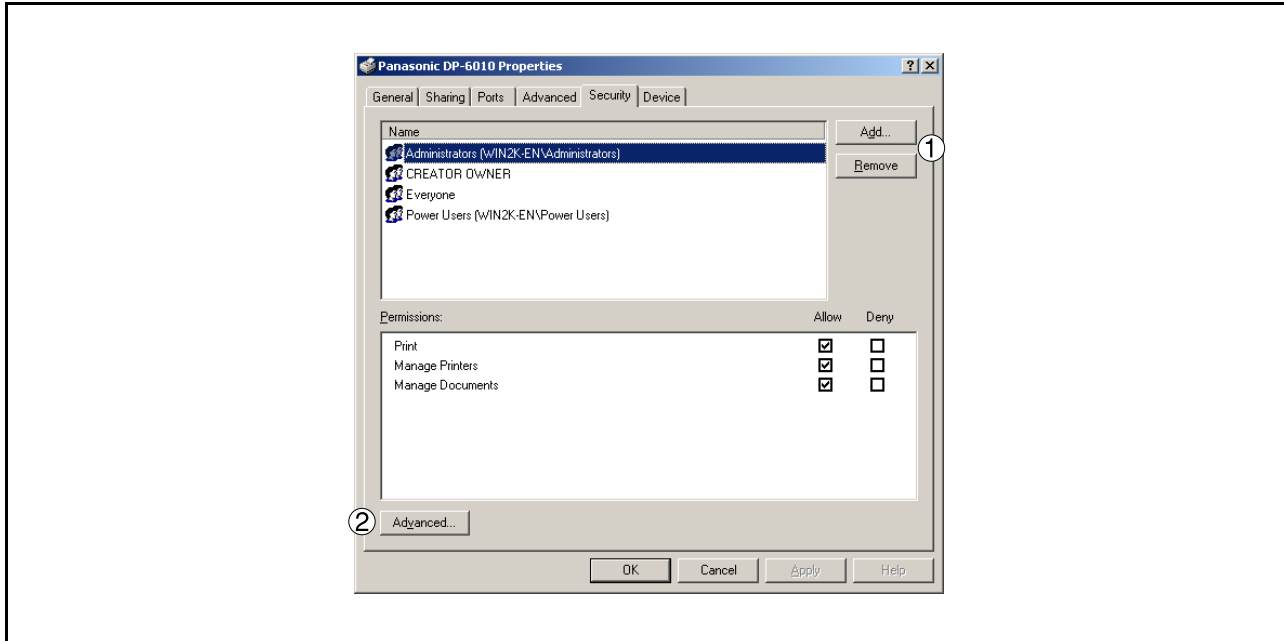 Panasonic DP-6010 Properties
General Sharing Ports Advanced Security Device
Name
Add...
①
Administrators (WIN2K-EN\Administrators)
Remove
CREATOR OWNER
Everyone
Power Users (WIN2K-EN\Power Users)
Permissions: Allow Deny
Print
Manage Printers
Manage Documents
② Advanced...
OK Cancel Apply Help